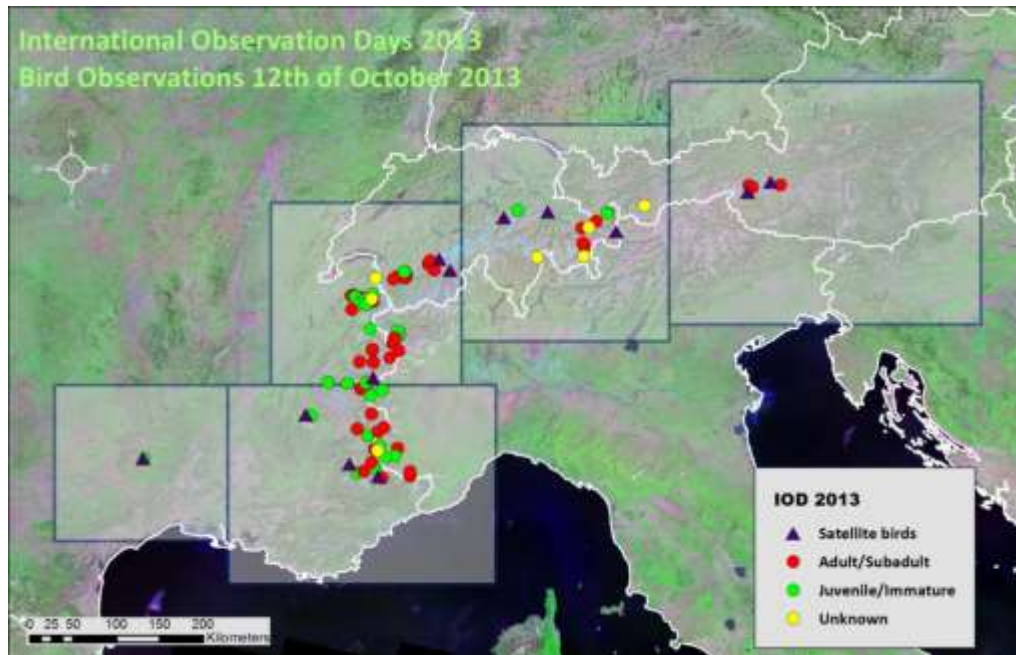 International Observation Days 2013
Bird Observations 12th of October 2013
N
IOD 2013
Satellite birds
Adult/Subadult
Juvenile/Immature
Unknown
0 25 50 100 150 200
Kilometers